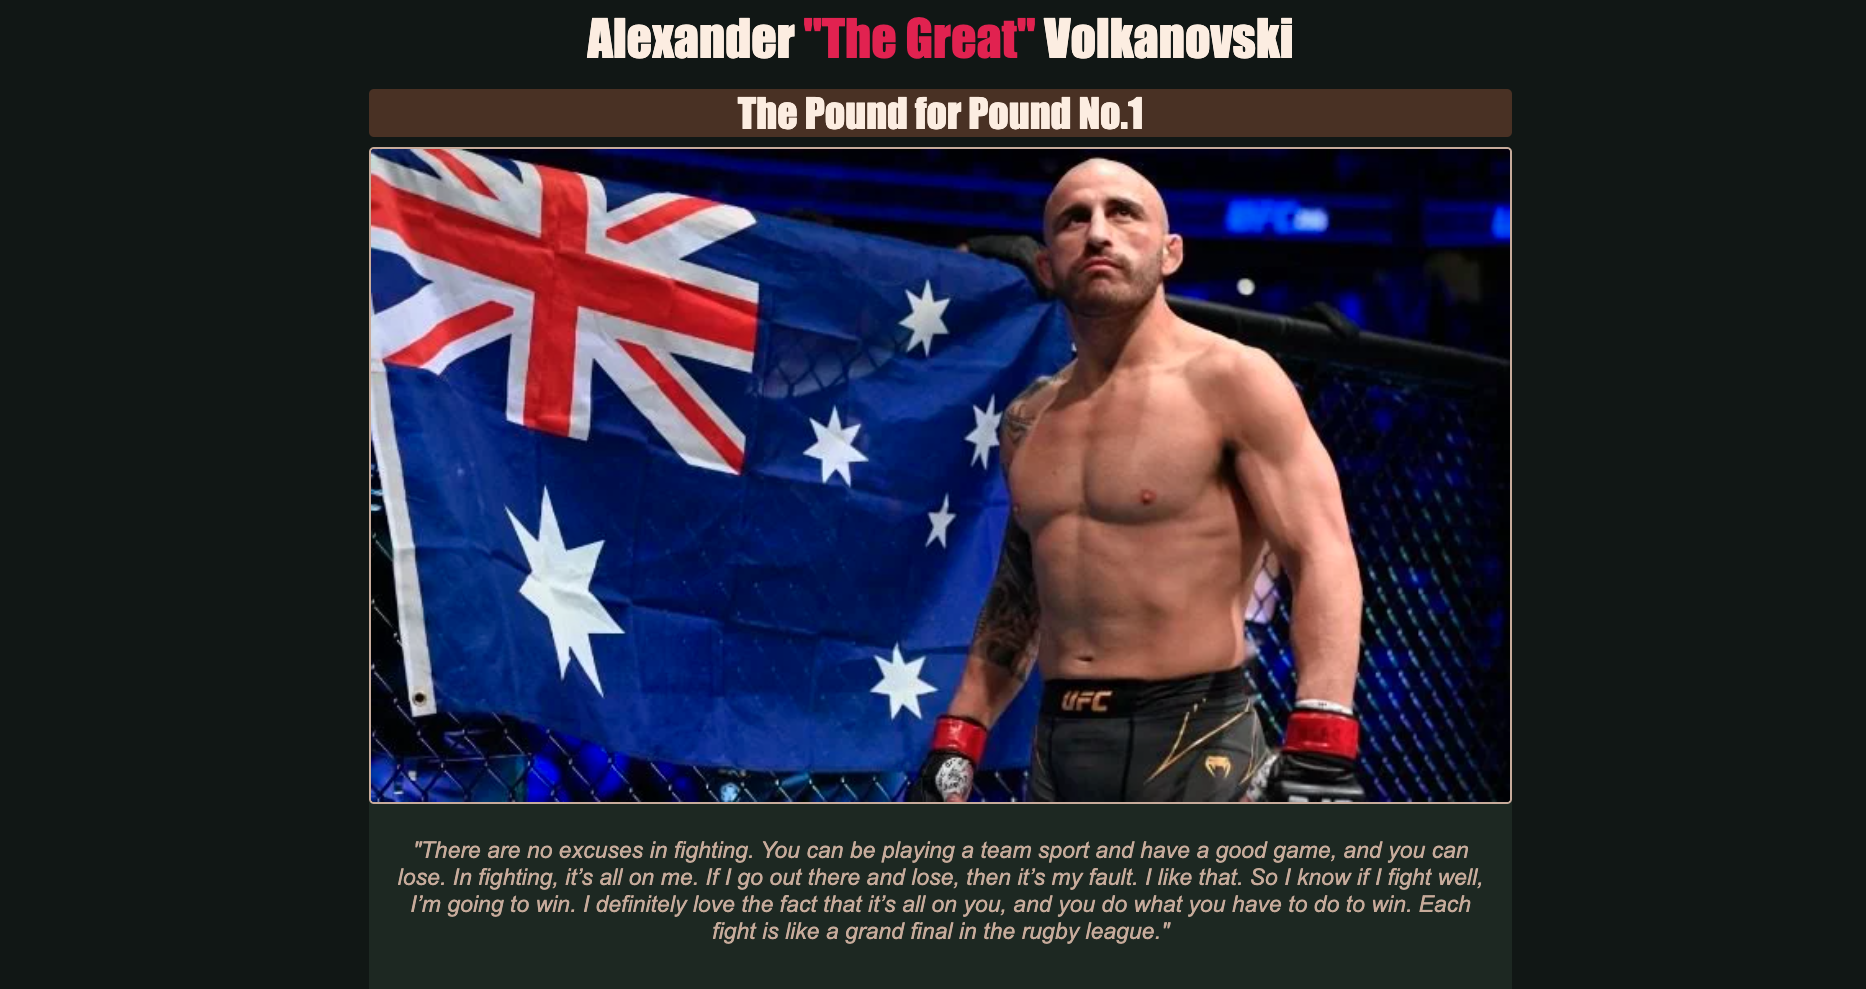 Alexander "The Great" Volkanovski
The Pound for Pound No.1
UFC
UFC
"There are no excuses in fighting. You can be playing a team sport and have a good game, and you can
lose. In fighting, it’s all on me. If I go out there and lose, then it’s my fault. I like that. So I know if I fight well,
I’m going to win. I definitely love the fact that it’s all on you, and you do what you have to do to win. Each
fight is like a grand final in the rugby league."